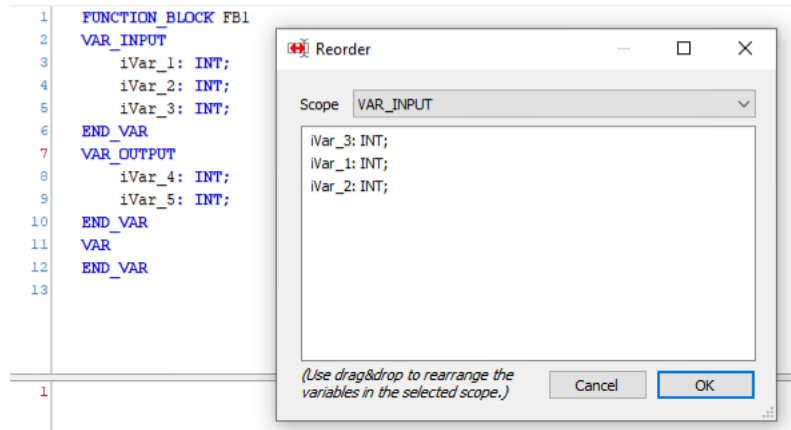 1 FUNCTION_BLOCK FB1
2 VAR_INPUT
3 iVar_1: INT;
4 iVar_2: INT;
5 iVar_3: INT;
6 END_VAR
7 VAR_OUTPUT
8 iVar_4: INT;
9 iVar_5: INT;
10 END_VAR
11 VAR
12 END_VAR
13
1
Reorder
Scope VAR_INPUT
iVar_3: INT;
iVar_1: INT;
iVar_2: INT;
(Use drag&drop to rearrange the
variables in the selected scope.)
Cancel OK